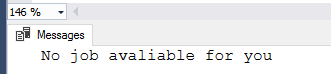 146 %
Messages
No job avaliable for you